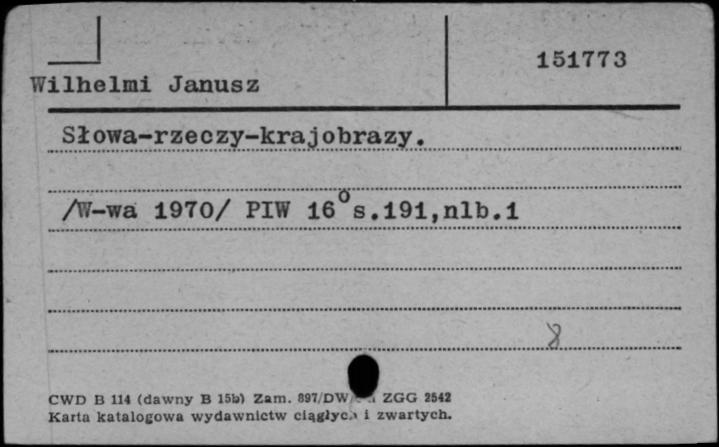 151773
Wilhelmi Janusz
Słowa-rzeczy-krajobrazy.
/W-wa 1970/ PIW 16° s.191,nlb.1
8
CWD B 114 (dawny B 15b) Zam. 897/DW ZGG 2542
Karta katalogowa wydawnictw ciągłych i zwartych.